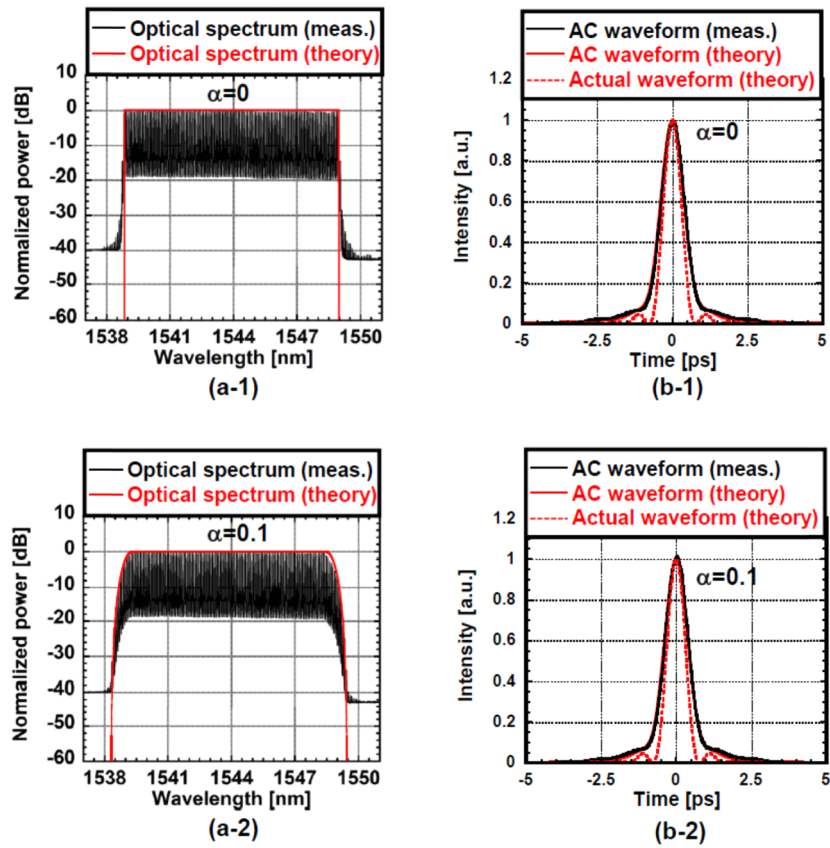 Optical spectrum (meas.)
Optical spectrum (theory)
Normalized power [dB]
10
0
-10
-20
-30
-40
-50
-60
α=0
1538
1541
1544
1547
1550
Wavelength [nm]
(a-1)
AC waveform (meas.)
AC waveform (theory)
Actual waveform (theory)
Intensity [a.u.]
1.2
1
0.8
0.6
0.4
0.2
0
α=0
-5
-2.5
0
2.5
5
Time [ps]
(b-1)
Optical spectrum (meas.)
Optical spectrum (theory)
Normalized power [dB]
10
0
-10
-20
-30
-40
-50
-60
α=0.1
1538
1541
1544
1547
1550
Wavelength [nm]
(a-2)
AC waveform (meas.)
AC waveform (theory)
Actual waveform (theory)
Intensity [a.u.]
1.2
1
0.8
0.6
0.4
0.2
0
α=0.1
-5
-2.5
0
2.5
5
Time [ps]
(b-2)